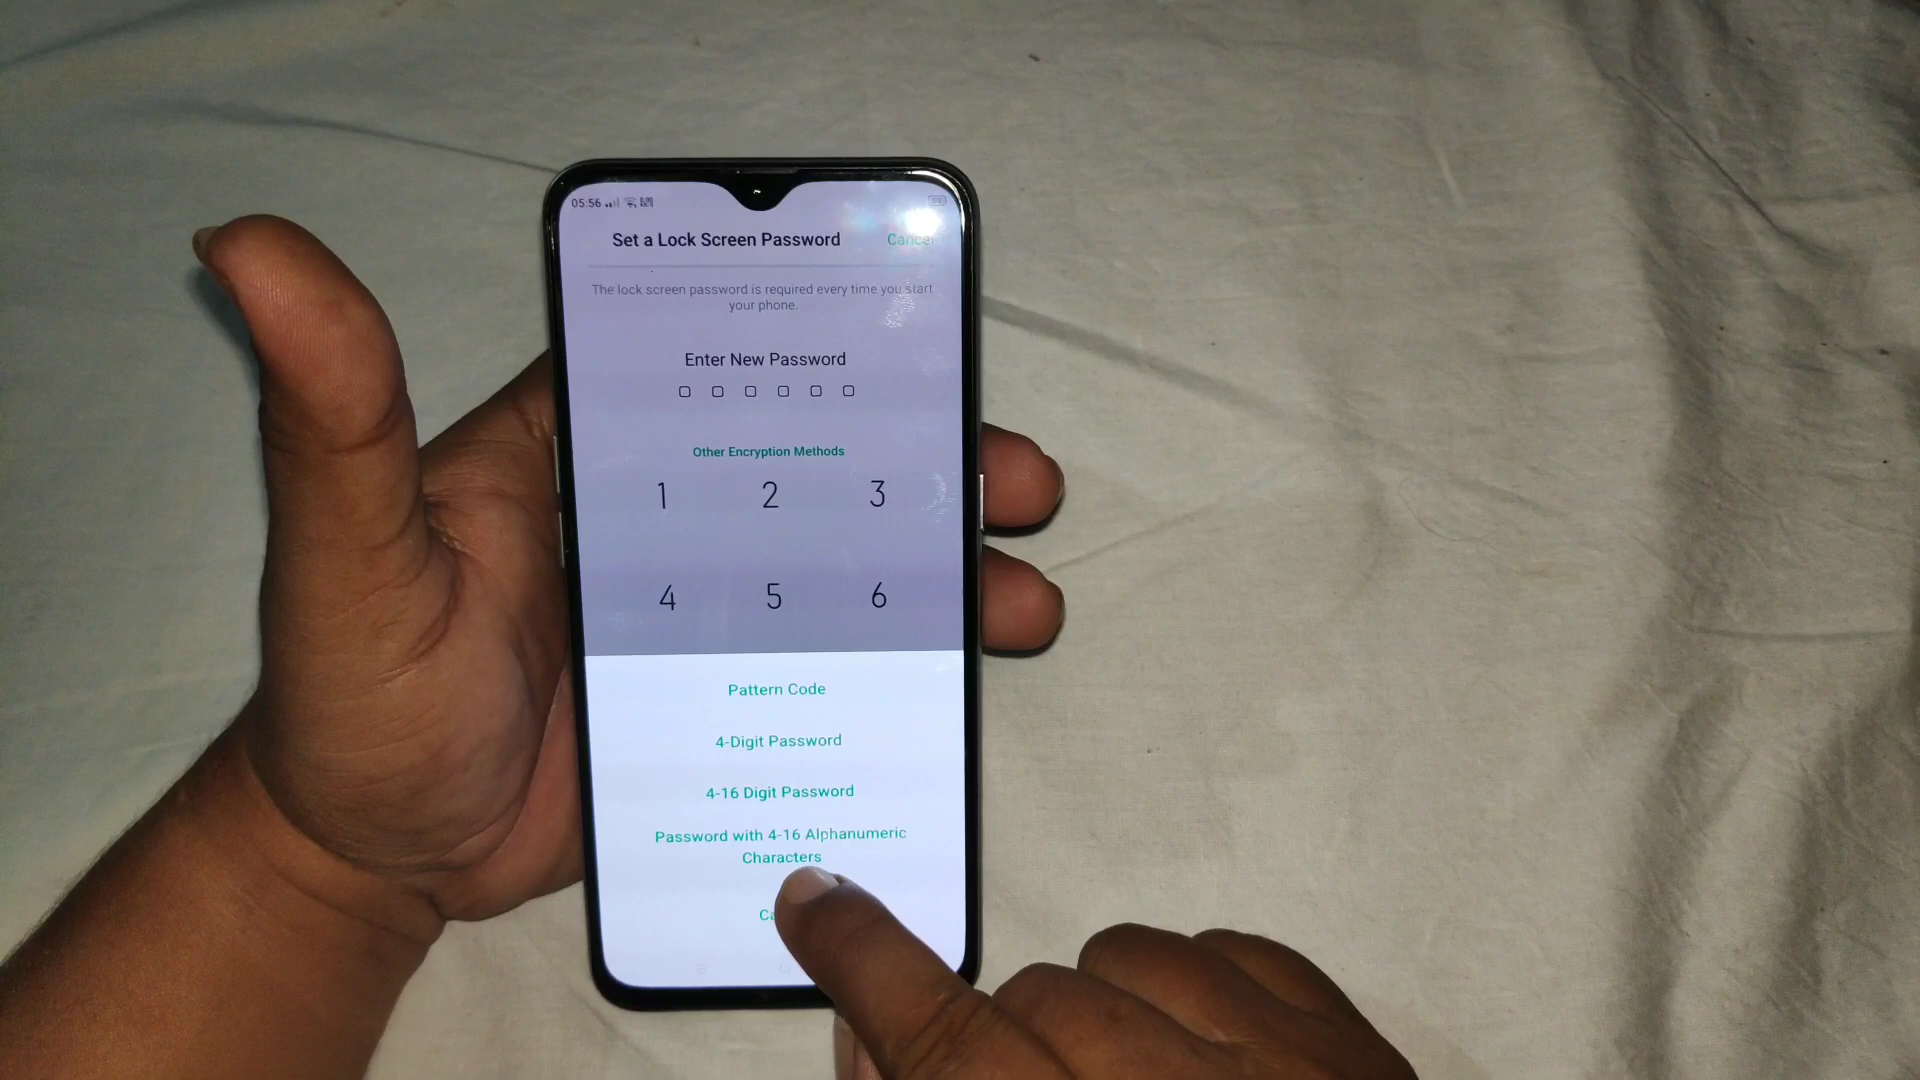 05:56
Set a Lock Screen Password
Cancel
The lock screen password is required every time you start
your phone.
Enter New Password
Other Encryption Methods
1 2 3
4 5 6
Pattern Code
4-Digit Password
4-16 Digit Password
Password with 4-16 Alphanumeric
Characters